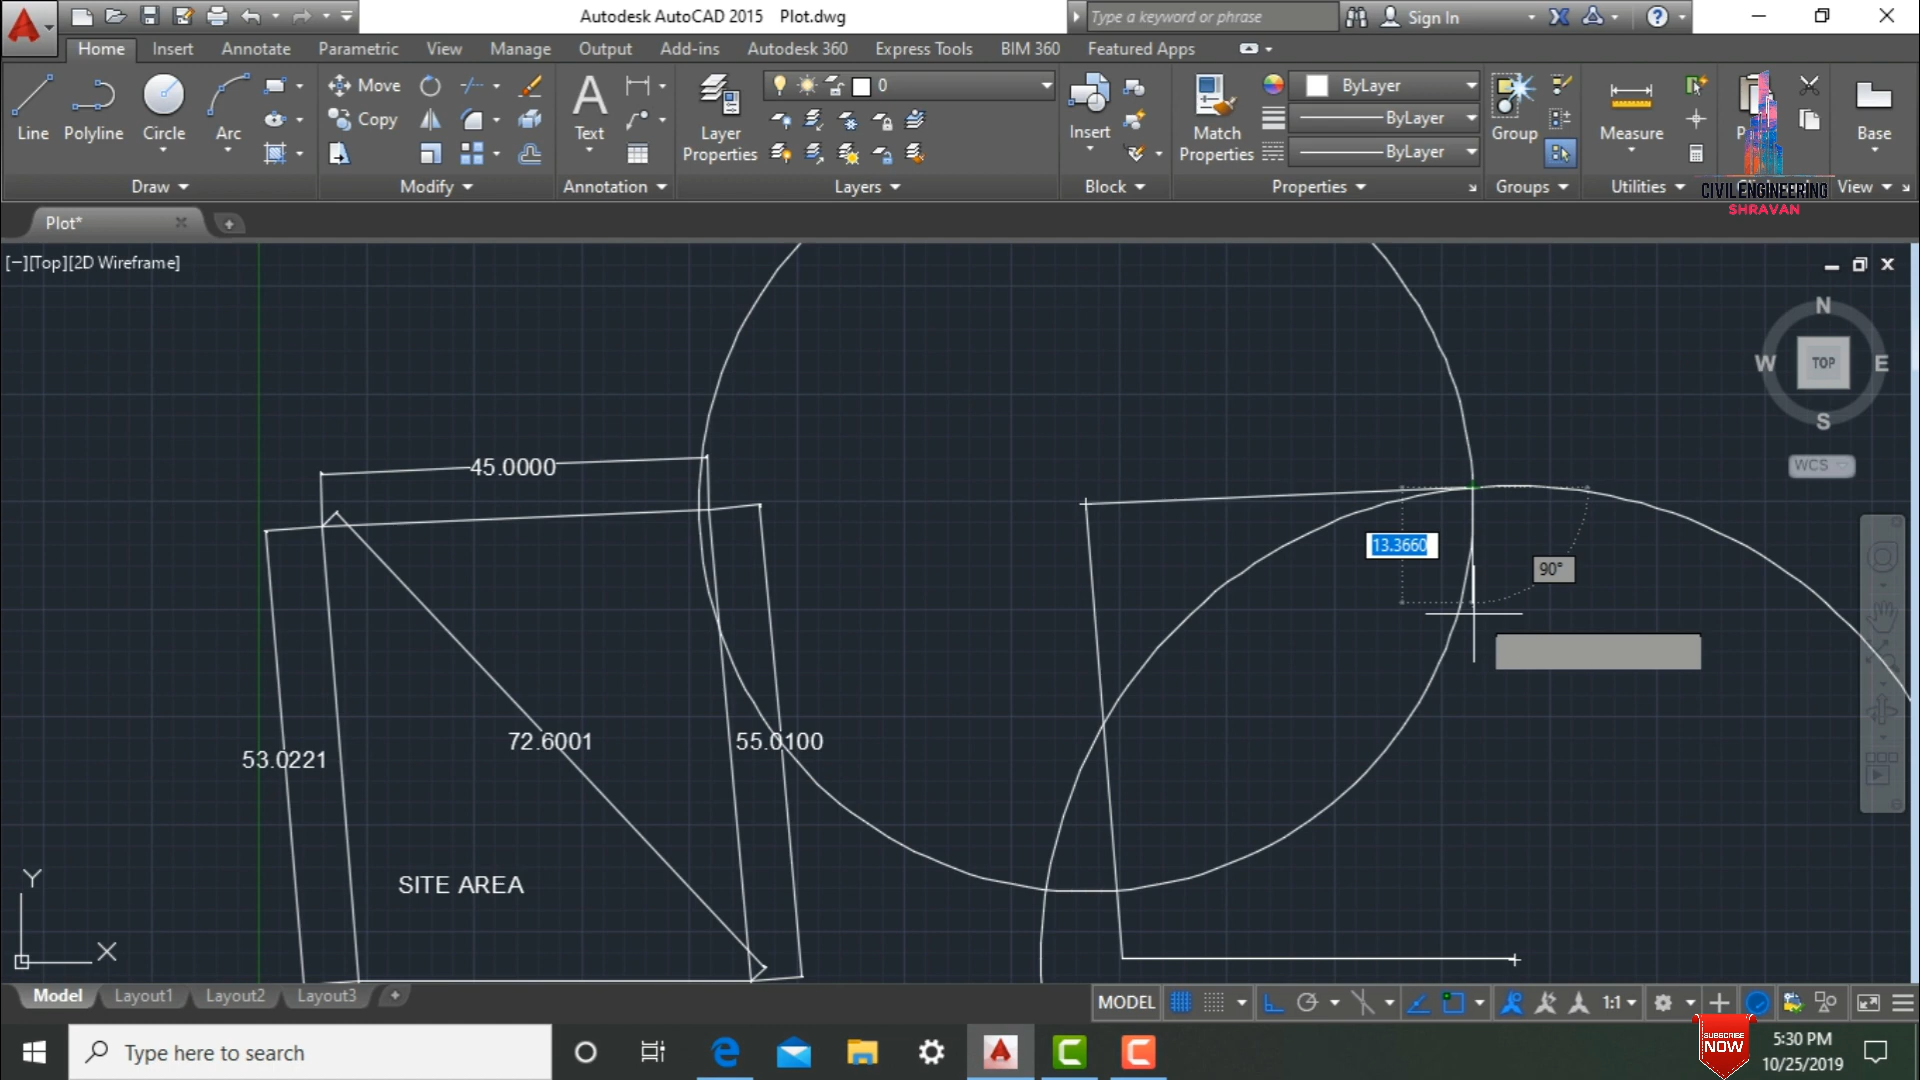 Autodesk AutoCAD 2015 Plot.dwg
Type a keyword or phrase
Sign In
Home Insert Annotate Parametric View Manage Output Add-ins Autodesk 360 Express Tools BIM 360 Featured Apps
Line Polyline Circle Arc
Move
Copy
Text
Layer
Properties
0
Insert
Match
Properties
ByLayer
ByLayer
ByLayer
Group
Measure
Base
Draw Modify Annotation Layers Block Properties Groups Utilities View
CIVIL ENGINEERING
SHRAVAN
Plot*
[−][Top][2D Wireframe]
N
W TOP E
S
WCS
45.0000
13.3660
90°
72.6001
55.0100
53.0221
SITE AREA
Y
X
Model Layout1 Layout2 Layout3
MODEL
1:1
Type here to search
SUBSCRIBE
NOW
5:30 PM
10/25/2019